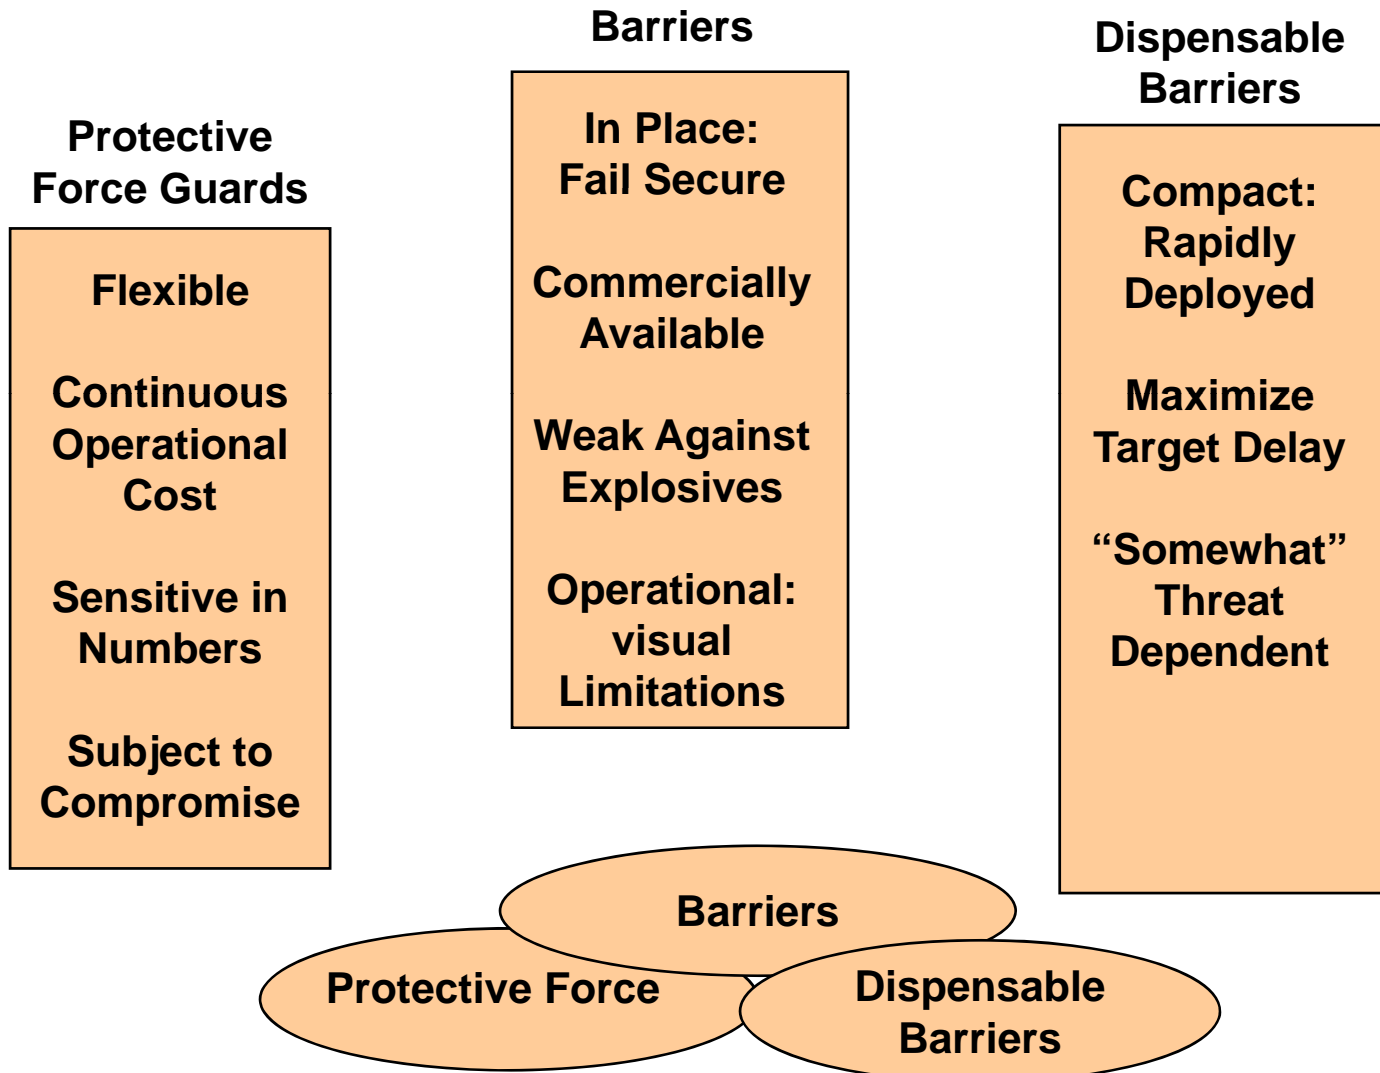 Protective
Force Guards
Flexible
Continuous
Operational
Cost
Sensitive in
Numbers
Subject to
Compromise
Barriers
In Place:
Fail Secure
Commercially
Available
Weak Against
Explosives
Operational:
visual
Limitations
Dispensable
Barriers
Compact:
Rapidly
Deployed
Maximize
Target Delay
“Somewhat”
Threat
Dependent
Barriers
Protective Force
Dispensable
Barriers